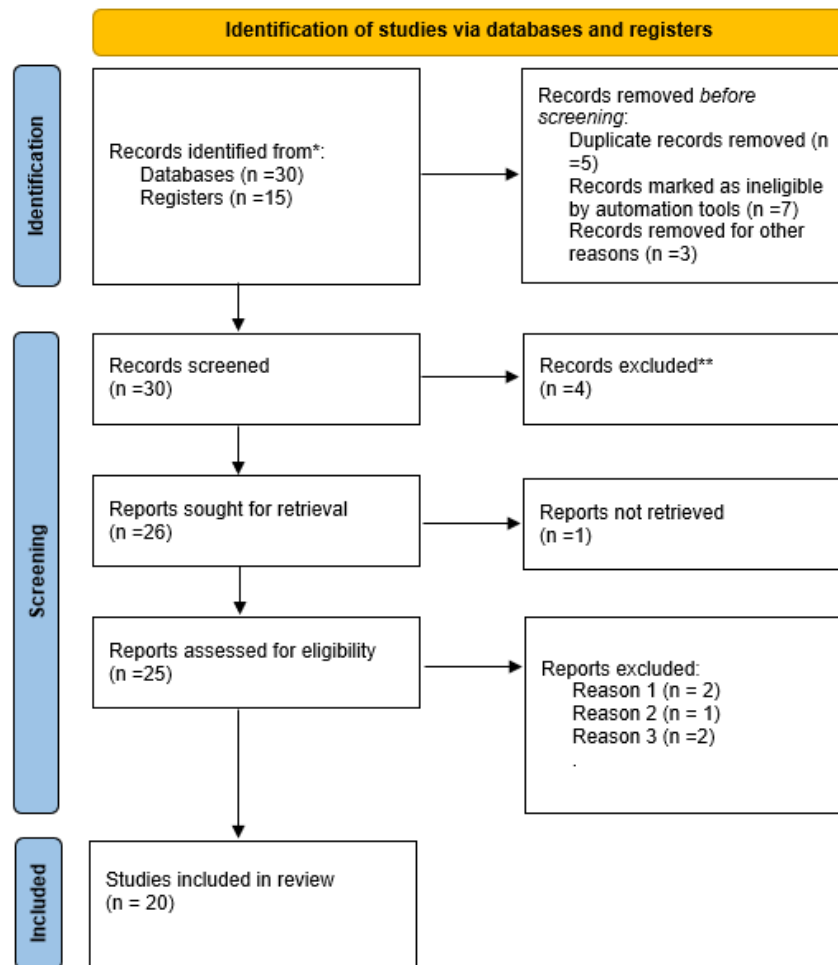 Identification of studies via databases and registers
Identification
Records identified from*:
Databases (n =30)
Registers (n =15)
Records removed before
screening:
Duplicate records removed (n
=5)
Records marked as ineligible
by automation tools (n =7)
Records removed for other
reasons (n =3)
Screening
Records screened
(n =30)
Records excluded**
(n =4)
Reports sought for retrieval
(n =26)
Reports not retrieved
(n =1)
Reports assessed for eligibility
(n =25)
Reports excluded:
Reason 1 (n = 2)
Reason 2 (n = 1)
Reason 3 (n =2)
.
Included
Studies included in review
(n = 20)